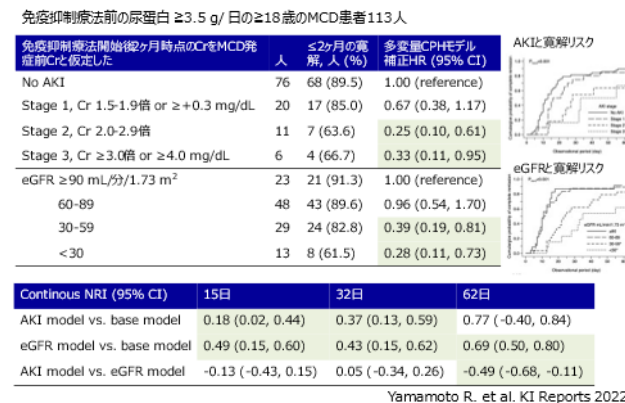 免疫抑制療法前の尿蛋白 ≥3.5 g/日の≥18歳のMCD患者113人
免疫抑制療法開始後2ヶ月時点のCrをMCD発症前Crと仮定した 人 ≤2ヶ月の寛解, 人 (%) 多変量CPHモデル 補正HR (95% CI)
No AKI 76 68 (89.5) 1.00 (reference)
Stage 1, Cr 1.5-1.9倍 or ≥+0.3 mg/dL 20 17 (85.0) 0.67 (0.38, 1.17)
Stage 2, Cr 2.0-2.9倍 11 7 (63.6) 0.25 (0.10, 0.61)
Stage 3, Cr ≥3.0倍 or ≥4.0 mg/dL 6 4 (66.7) 0.33 (0.11, 0.95)
eGFR ≥90 mL/分/1.73 m² 23 21 (91.3) 1.00 (reference)
60-89 48 43 (89.6) 0.96 (0.54, 1.70)
30-59 29 24 (82.8) 0.39 (0.19, 0.81)
<30 13 8 (61.5) 0.28 (0.11, 0.73)
AKIと寛解リスク
Observational period (day)
eGFRと寛解リスク
Observational period (day)
Continous NRI (95% CI) 15日 32日 62日
AKI model vs. base model 0.18 (0.02, 0.44) 0.37 (0.13, 0.59) 0.77 (-0.40, 0.84)
eGFR model vs. base model 0.49 (0.15, 0.60) 0.43 (0.15, 0.62) 0.69 (0.50, 0.80)
AKI model vs. eGFR model -0.13 (-0.43, 0.15) 0.05 (-0.34, 0.26) -0.49 (-0.68, -0.11)
Yamamoto R. et al. KI Reports 2022